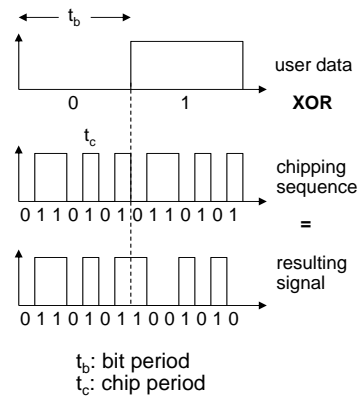 t_b
user data
0 1 XOR
t_c
chipping
sequence
0 1 1 0 1 0 1 0 1 1 0 1 0 1
=
resulting
signal
0 1 1 0 1 0 1 1 0 0 1 0 1 0
t_b: bit period
t_c: chip period